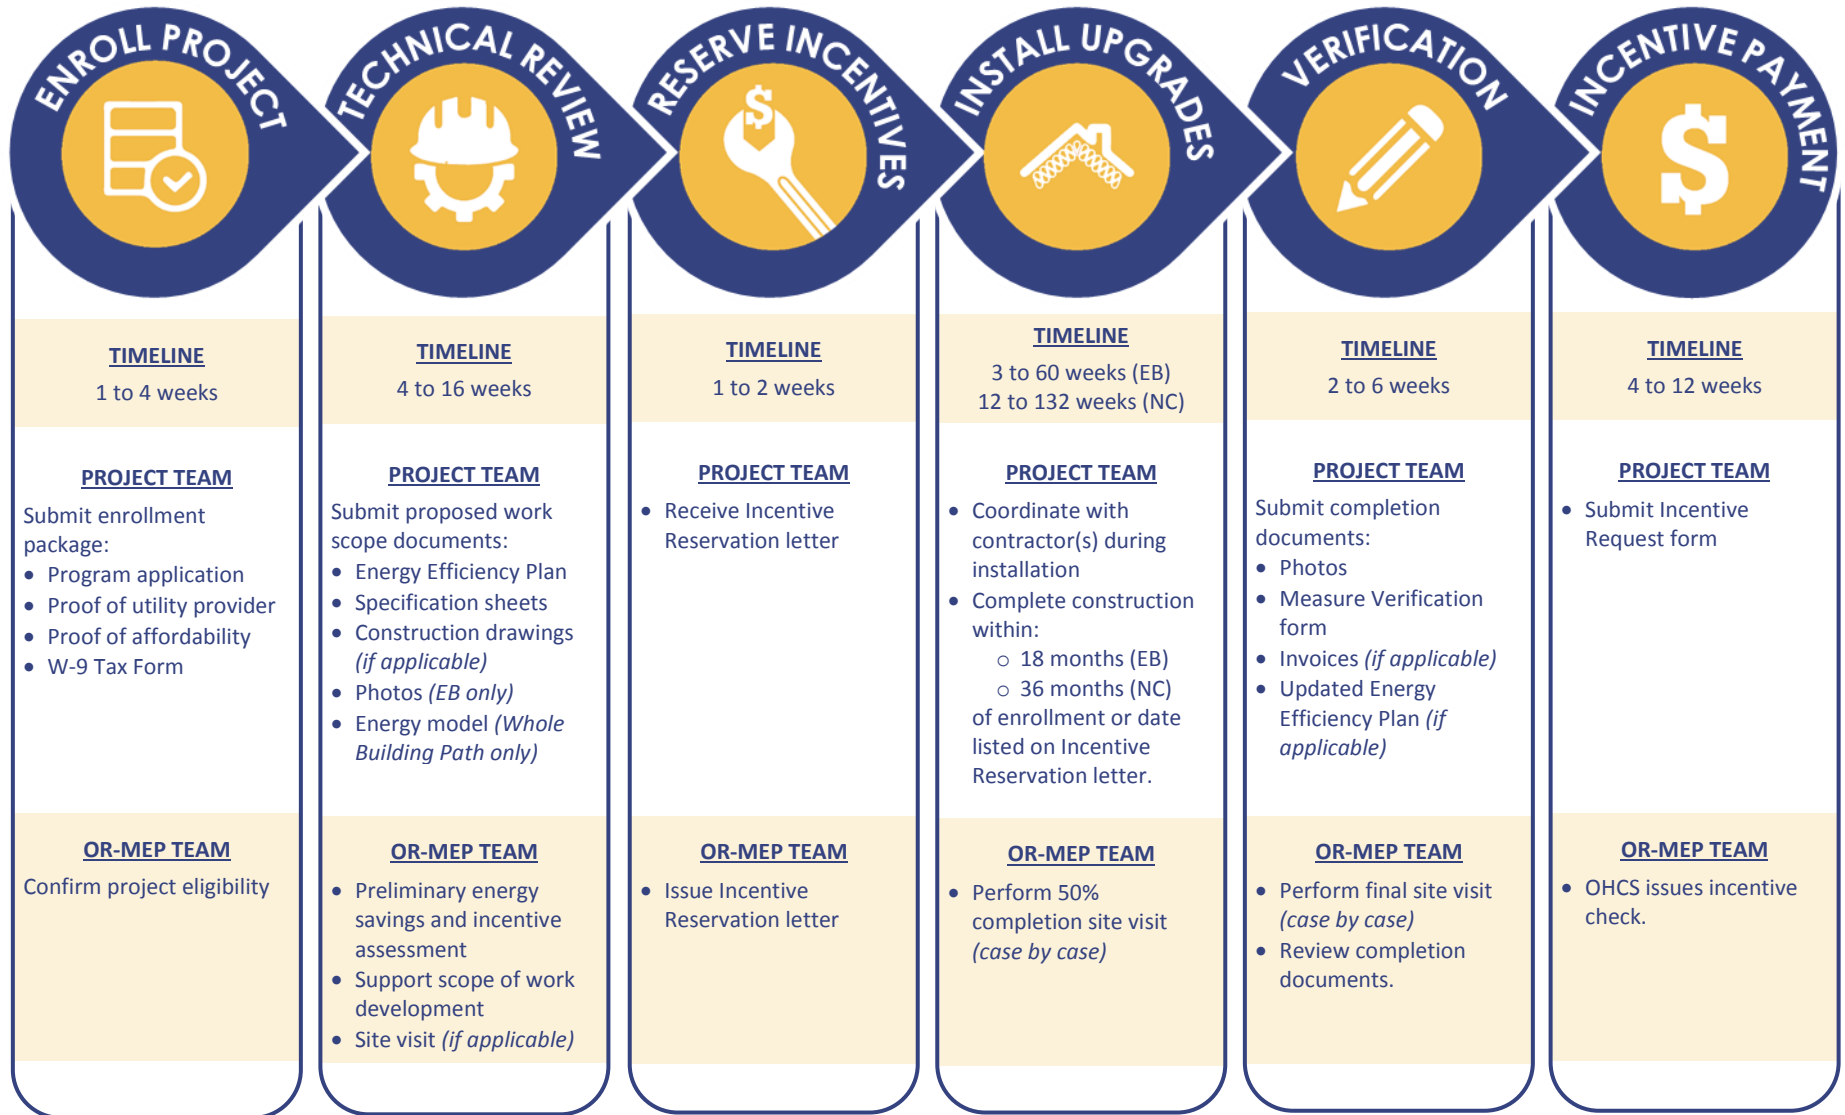 ENROLL PROJECT
TIMELINE
1 to 4 weeks
PROJECT TEAM
Submit enrollment
package:
• Program application
• Proof of utility provider
• Proof of affordability
• W-9 Tax Form
OR-MEP TEAM
Confirm project eligibility
TECHNICAL REVIEW
TIMELINE
4 to 16 weeks
PROJECT TEAM
Submit proposed work
scope documents:
• Energy Efficiency Plan
• Specification sheets
• Construction drawings
(if applicable)
• Photos (EB only)
• Energy model (Whole
Building Path only)
OR-MEP TEAM
• Preliminary energy
savings and incentive
assessment
• Support scope of work
development
• Site visit (if applicable)
RESERVE INCENTIVES
$
TIMELINE
1 to 2 weeks
PROJECT TEAM
• Receive Incentive
Reservation letter
OR-MEP TEAM
• Issue Incentive
Reservation letter
INSTALL UPGRADES
TIMELINE
3 to 60 weeks (EB)
12 to 132 weeks (NC)
PROJECT TEAM
• Coordinate with
contractor(s) during
installation
• Complete construction
within:
○ 18 months (EB)
○ 36 months (NC)
of enrollment or date
listed on Incentive
Reservation letter.
OR-MEP TEAM
• Perform 50%
completion site visit
(case by case)
VERIFICATION
TIMELINE
2 to 6 weeks
PROJECT TEAM
Submit completion
documents:
• Photos
• Measure Verification
form
• Invoices (if applicable)
• Updated Energy
Efficiency Plan (if
applicable)
OR-MEP TEAM
• Perform final site visit
(case by case)
• Review completion
documents.
INCENTIVE PAYMENT
$
TIMELINE
4 to 12 weeks
PROJECT TEAM
• Submit Incentive
Request form
OR-MEP TEAM
• OHCS issues incentive
check.